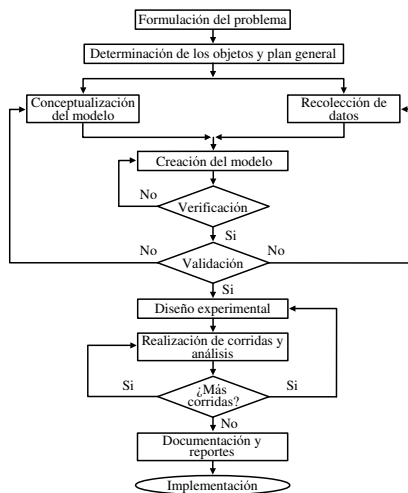 Formulación del problema
Determinación de los objetos y plan general
Conceptualización
del modelo
Recolección de
datos
Creación del modelo
No
Verificación
Si
No
Validación
No
Si
Diseño experimental
Realización de corridas y
análisis
Si
¿Más
corridas?
Si
No
Documentación y
reportes
Implementación